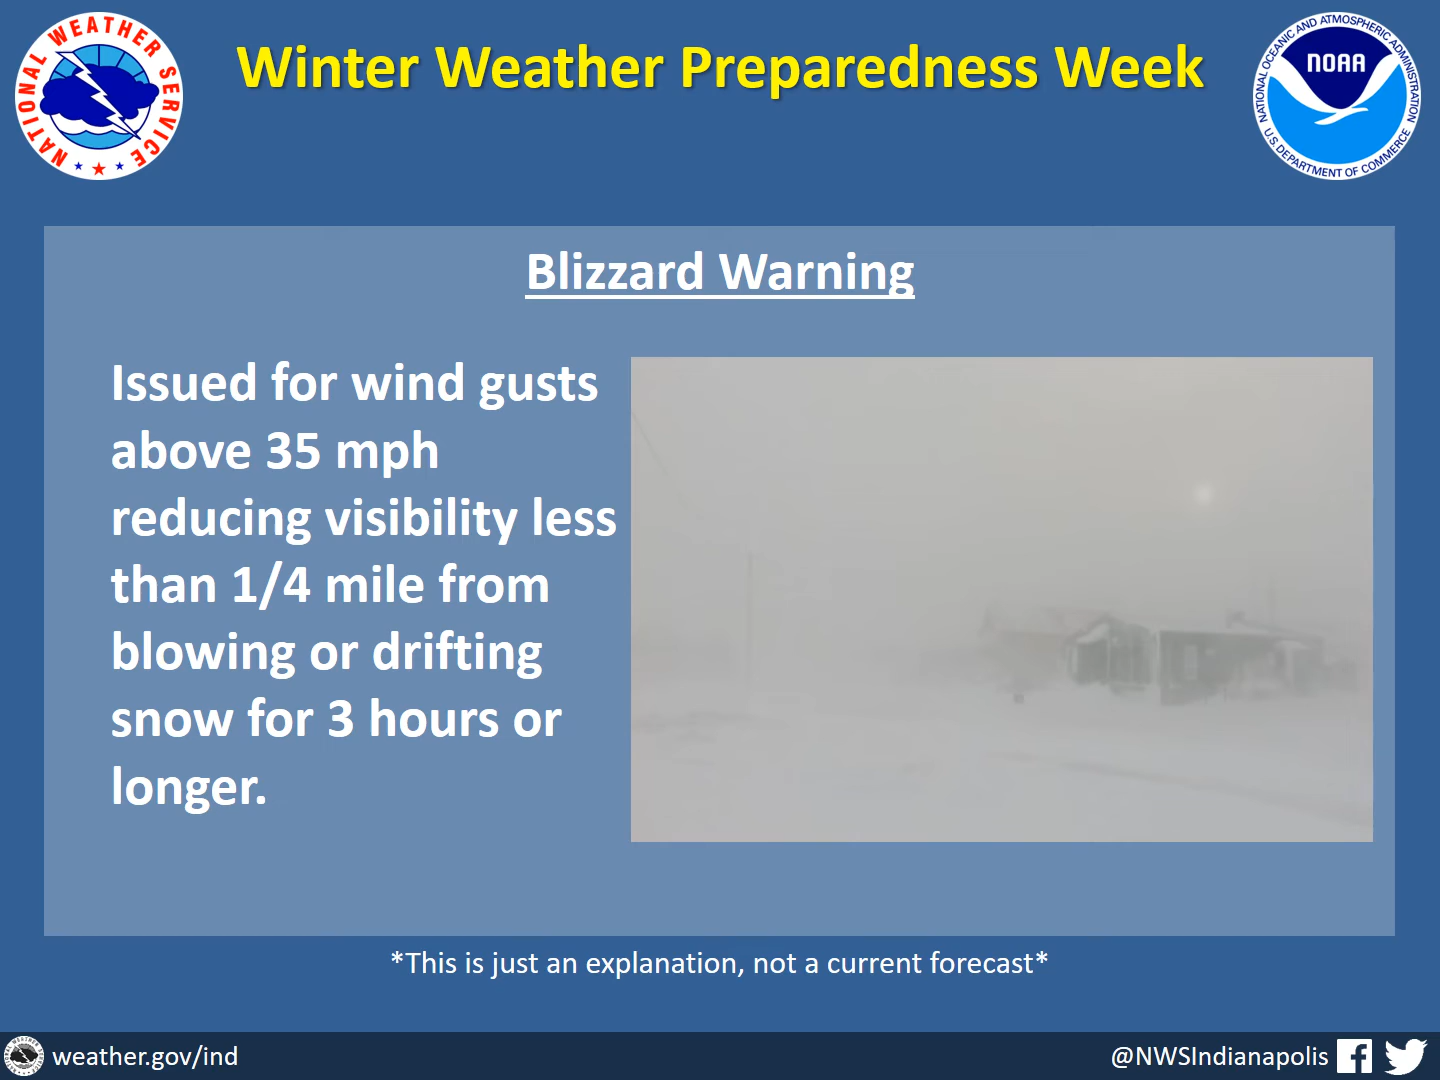 NATIONAL WEATHER SERVICE
Winter Weather Preparedness Week
NATIONAL OCEANIC AND ATMOSPHERIC ADMINISTRATION
NOAA
U.S. DEPARTMENT OF COMMERCE
Blizzard Warning
Issued for wind gusts
above 35 mph
reducing visibility less
than 1/4 mile from
blowing or drifting
snow for 3 hours or
longer.
*This is just an explanation, not a current forecast*
weather.gov/ind
@NWSIndianapolis